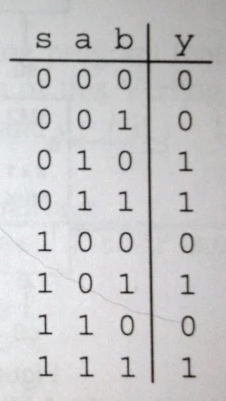 s a b y
0 0 0 0
0 0 1 0
0 1 0 1
0 1 1 1
1 0 0 0
1 0 1 1
1 1 0 0
1 1 1 1